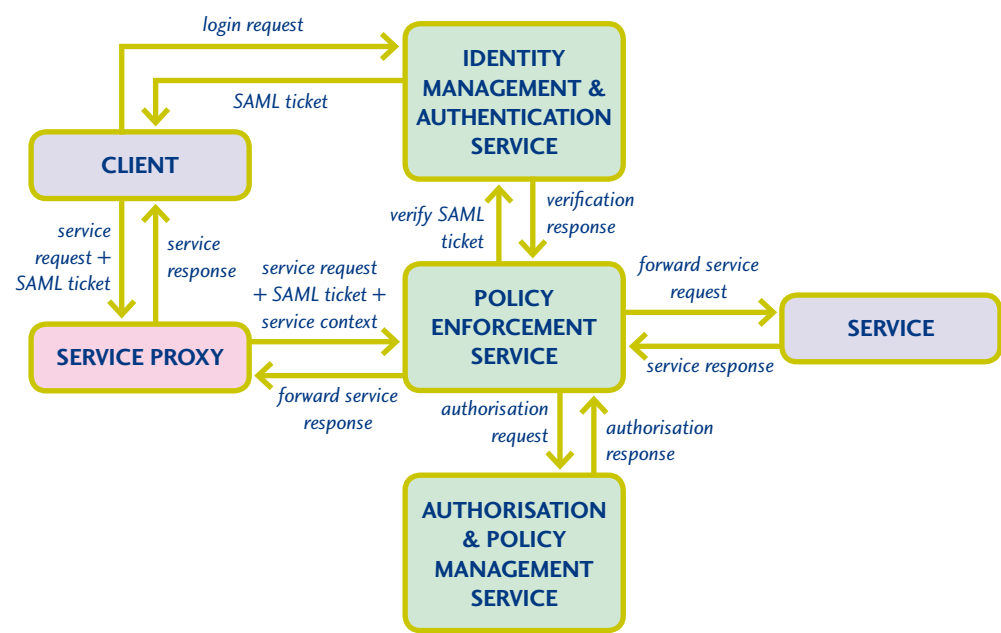 login request
IDENTITY
MANAGEMENT &
AUTHENTICATION
SERVICE
SAML ticket
CLIENT
verify SAML
ticket
verification
response
service
request +
SAML ticket
service
response
service request
+ SAML ticket +
service context
forward service
request
POLICY
ENFORCEMENT
SERVICE
SERVICE
SERVICE PROXY
service response
forward service
response
authorisation
request
authorisation
response
AUTHORISATION
& POLICY
MANAGEMENT
SERVICE